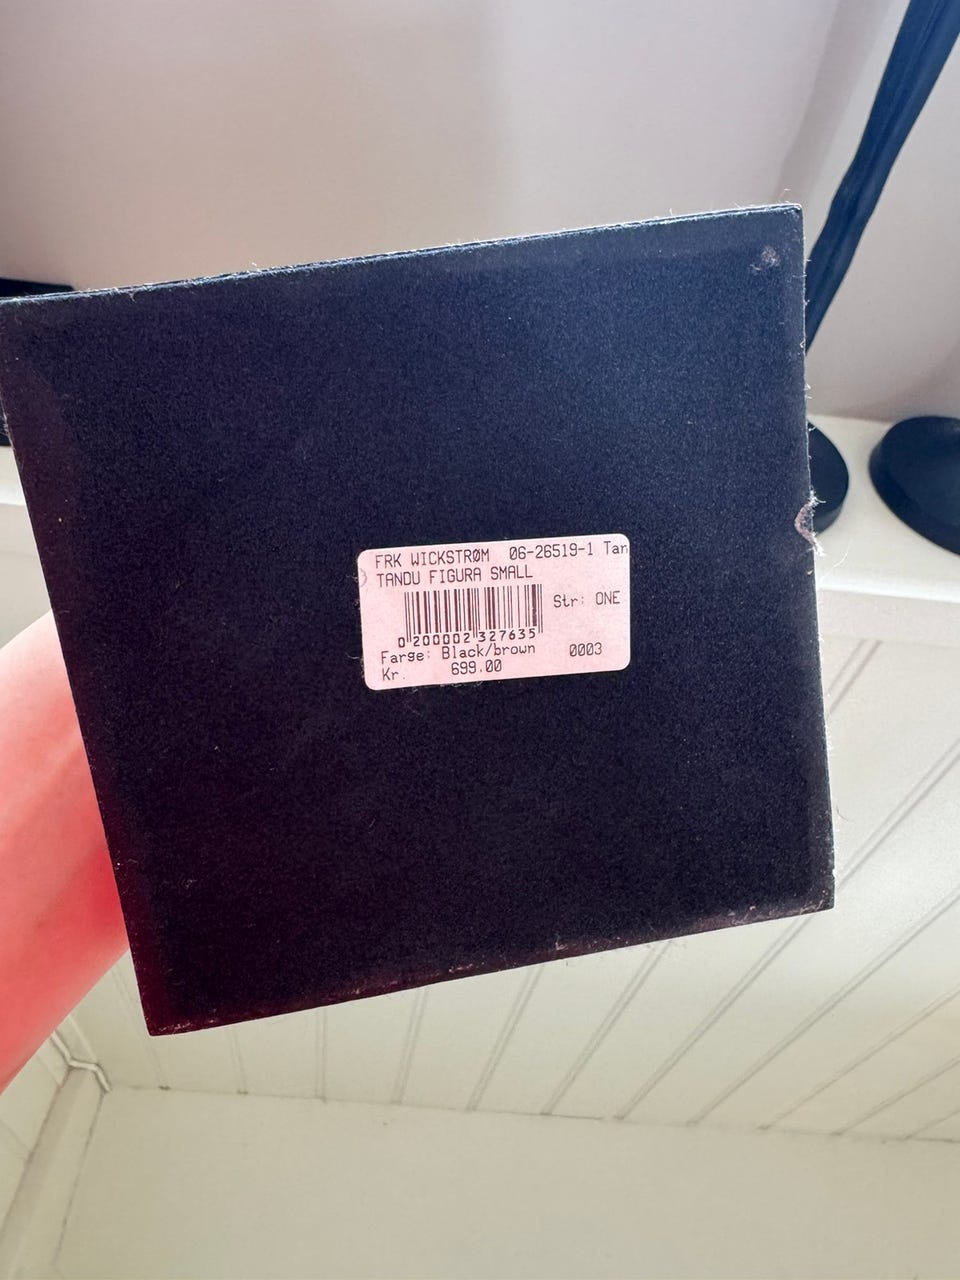 FRK WICKSTRØM 06-26519-1 Tan
TANDU FIGURA SMALL
Str: ONE
0 200002 327635
Farge: Black/brown 0003
Kr. 699.00